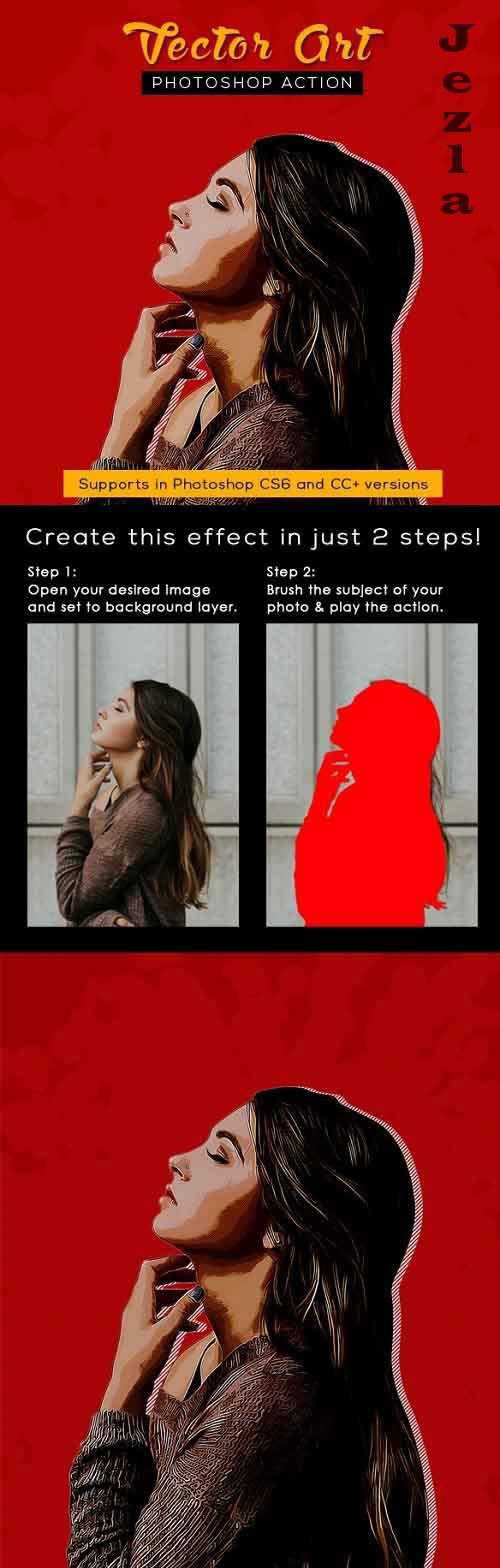 Vector Art
PHOTOSHOP ACTION
Jezla
Supports in Photoshop CS6 and CC+ versions
Create this effect in just 2 steps!
Step 1:
Open your desired image
and set to background layer.
Step 2:
Brush the subject of your
photo & play the action.